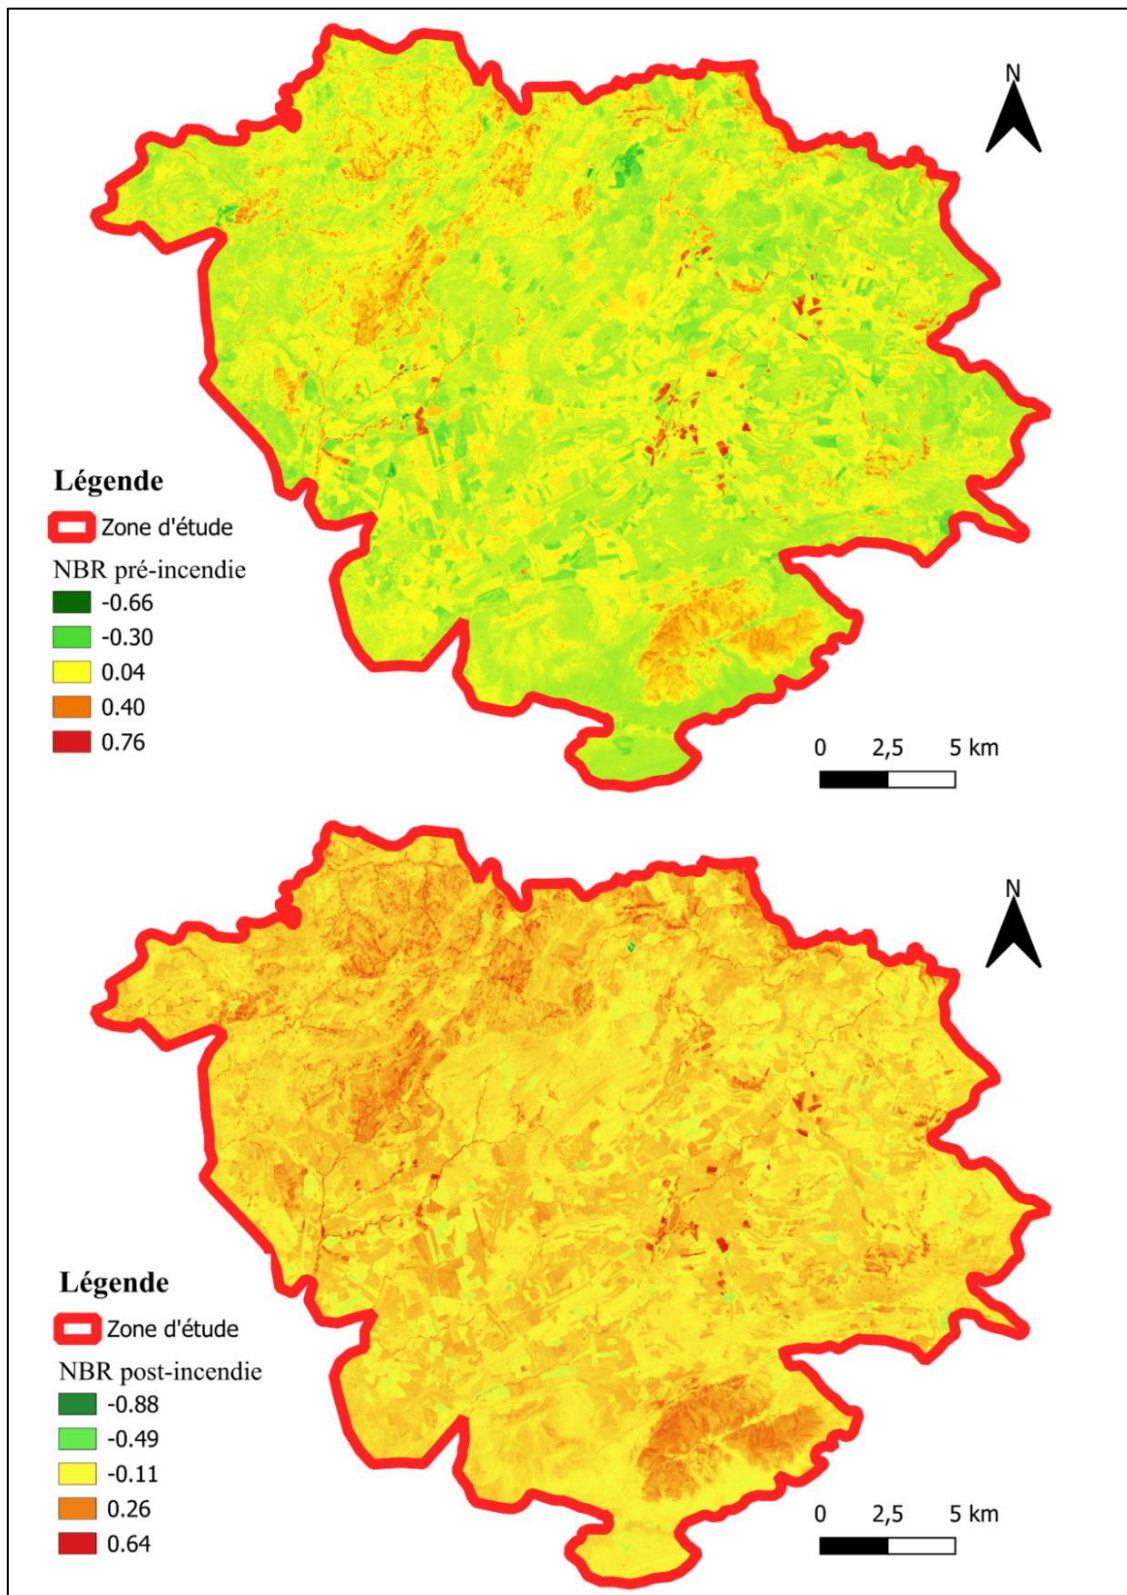 N
Légende
Zone d'étude
NBR pré-incendie
-0.66
-0.30
0.04
0.40
0.76
0 2,5 5 km
N
Légende
Zone d'étude
NBR post-incendie
-0.88
-0.49
-0.11
0.26
0.64
0 2,5 5 km